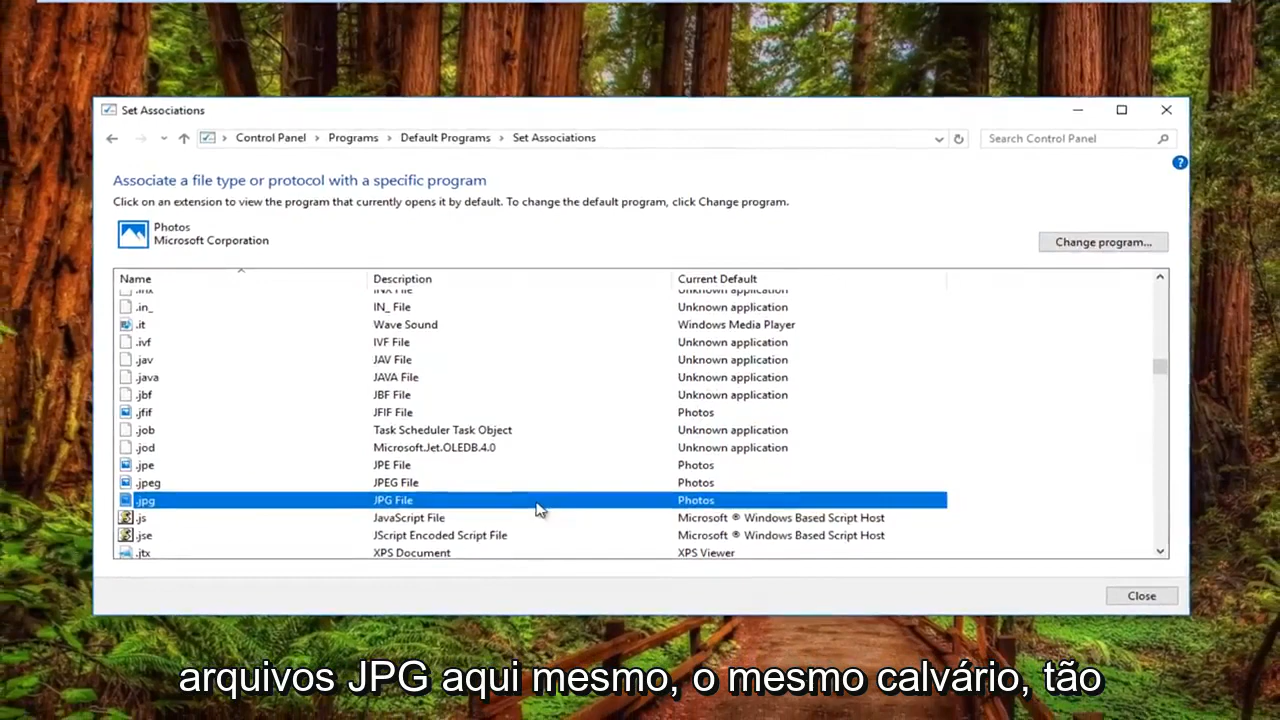 Set Associations
Control Panel > Programs > Default Programs > Set Associations
Search Control Panel
Associate a file type or protocol with a specific program
Click on an extension to view the program that currently opens it by default. To change the default program, click Change program.
Photos
Microsoft Corporation
Change program...
Name Description Current Default
.inx INX File Unknown application
.in_ IN_ File Unknown application
.it Wave Sound Windows Media Player
.ivf IVF File Unknown application
.jav JAV File Unknown application
.java JAVA File Unknown application
.jbf JBF File Unknown application
.jfif JFIF File Photos
.job Task Scheduler Task Object Unknown application
.jod Microsoft.Jet.OLEDB.4.0 Unknown application
.jpe JPE File Photos
.jpeg JPEG File Photos
.jpg JPG File Photos
.js JavaScript File Microsoft ® Windows Based Script Host
.jse JScript Encoded Script File Microsoft ® Windows Based Script Host
.jtx XPS Document XPS Viewer
Close
arquivos JPG aqui mesmo, o mesmo calvário, tão